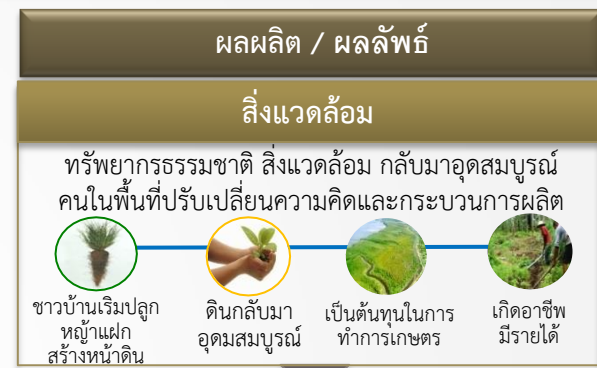 ผลผลิต / ผลลัพธ์
สิ่งแวดล้อม
ทรัพยากรธรรมชาติ สิ่งแวดล้อม กลับมาอุดสมบูรณ์
คนในพื้นที่ปรับเปลี่ยนความคิดและกระบวนการผลิต
ชาวบ้านเริ่มปลูก
หญ้าแฝก
สร้างหน้าดิน
ดินกลับมา
อุดมสมบูรณ์
เป็นต้นทุนในการ
ทำการเกษตร
เกิดอาชีพ
มีรายได้